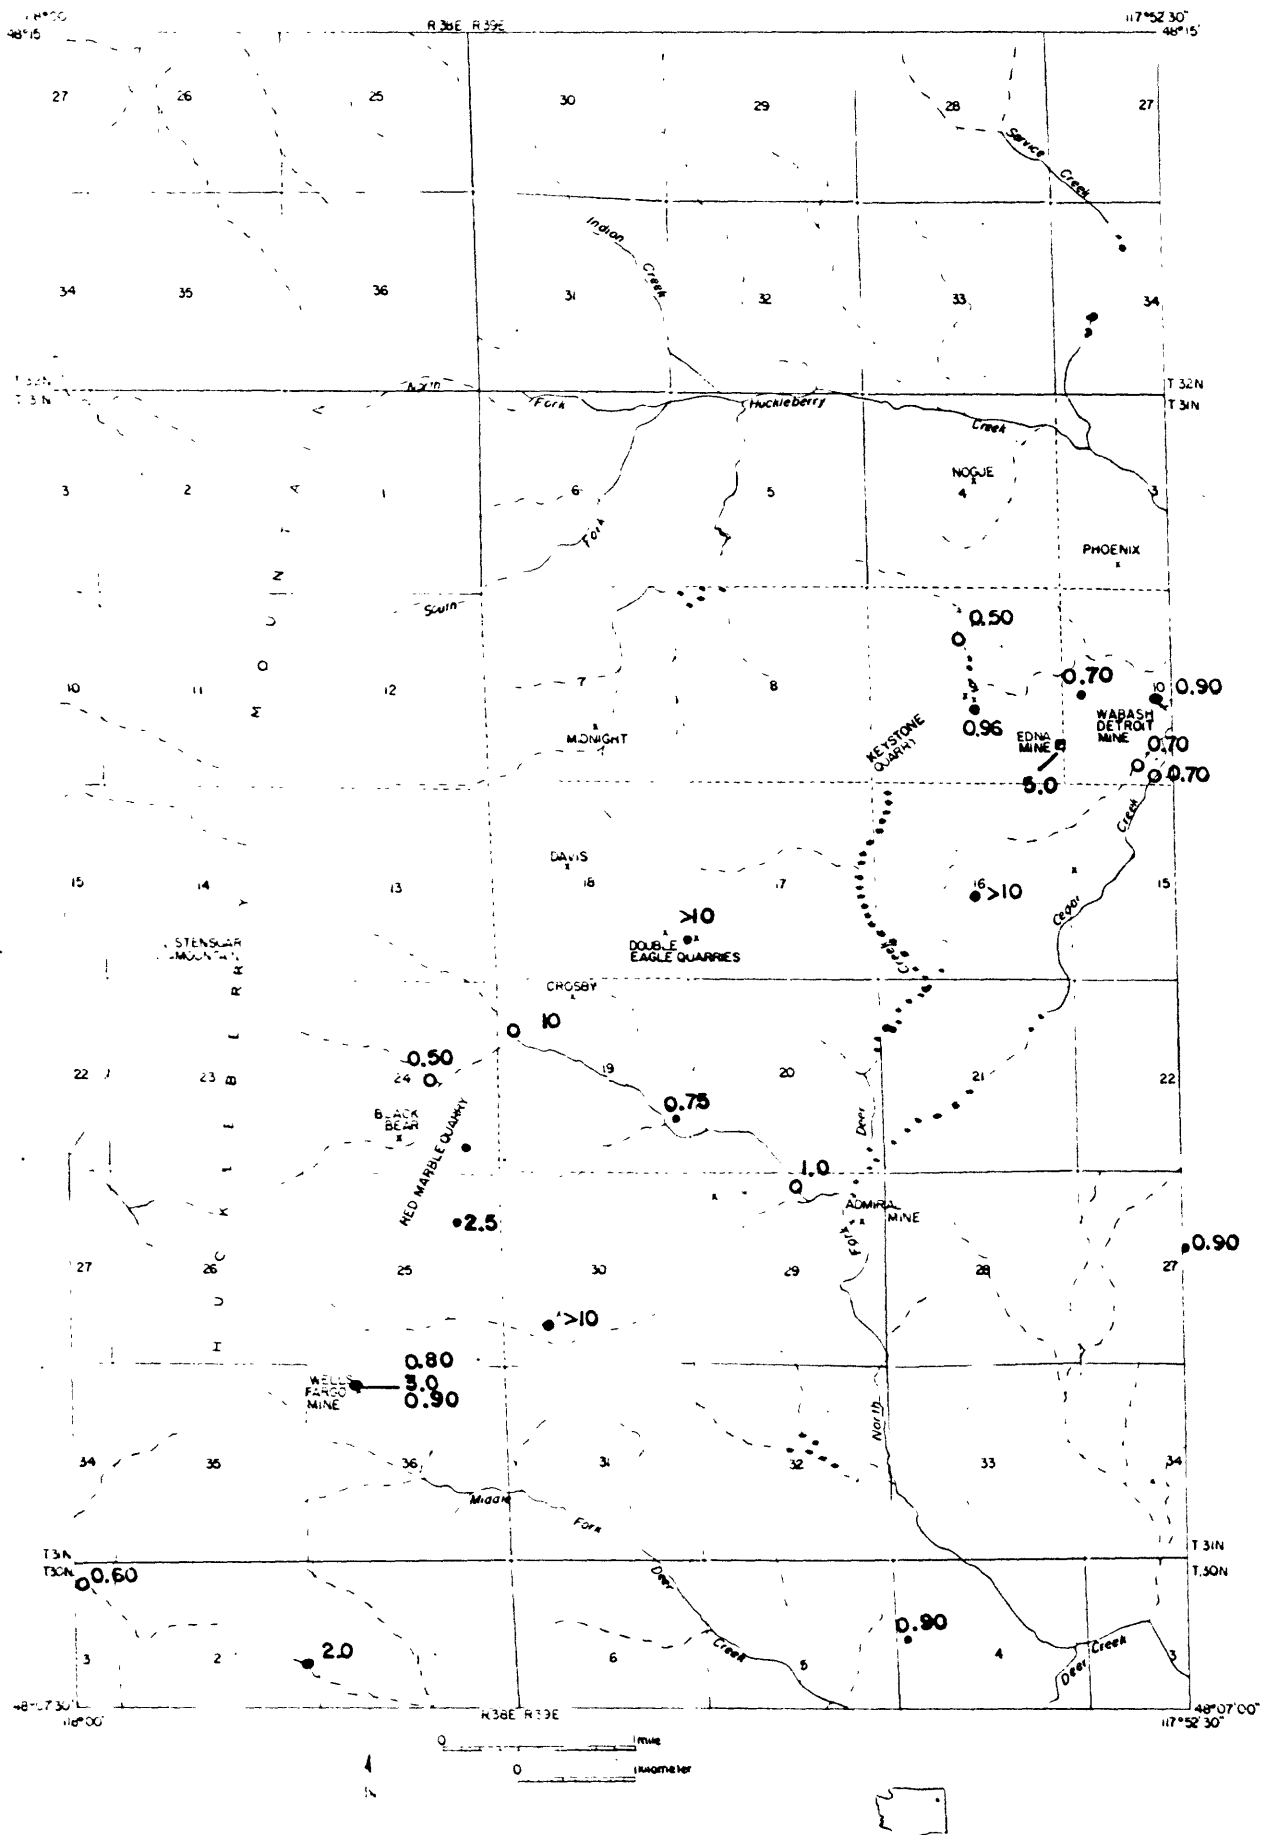 R 38E R 39E
117°52'30"
48°15'
48°15'
27 26 25 30 29 28 27
Service
Creek
Indian
Creek
34 35 36 31 32 33 34
T 32N
T 31N
North
Fork
Huckleberry
Creek
T 32N
T 31N
NOGUE
3 2 1 6 5 4 3
Fork
PHOENIX
South
0.50
10 11 12 7 8 0.70 10 0.90
MIDNIGHT
KEYSTONE
QUARRY
0.96
EDNA
MINE
WABASH
DETROIT
MINE
0.70
0.70
5.0
Creek
DAVIS
15 14 13 18 17 16 >10 15
Cedar
>10
STENSGAR
MOUNTAIN
DOUBLE
EAGLE QUARRIES
Creek
CROSBY
10
0.50
22 23 24 19 20 21 22
BLACK
BEAR
RED MARBLE QUARRY
0.75
Deer
1.0
MINE
Fork
2.5
0.90
27 26 25 30 29 28 27
HUCKLEBERRY MOUNTAIN
>10
0.80
WELLS
FARGO
MINE
3.0
0.90
North
34 35 36 31 32 33 34
Middle
Fork
T 31N
T 30N
T 31N
T 30N
0.60
Deer
Creek
0.90
3 2 2.0 6 5 4 3
Deer Creek
48°07'30"
118°00'
R 38E R 39E
48°07'00"
117°52'30"
0 1 mile
0 1 kilometer
N